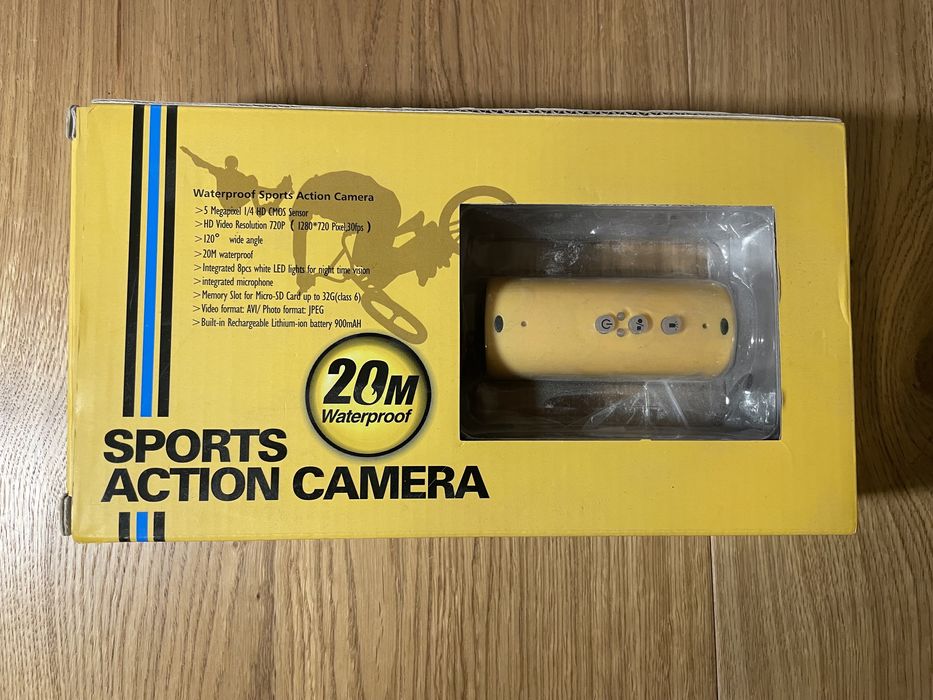 Waterproof Sports Action Camera
>5 Megapixel 1/4 HD CMOS Sensor
>HD Video Resolution 720P ( 1280*720 Pixel,30fps )
>120° wide angle
>20M waterproof
>Integrated 8pcs white LED lights for night time vision
>integrated microphone
>Memory Slot for Micro-SD Card up to 32G(class 6)
>Video format: AVI/ Photo format: JPEG
>Built-in Rechargeable Lithium-ion battery 900mAH
20M
Waterproof
SPORTS
ACTION CAMERA